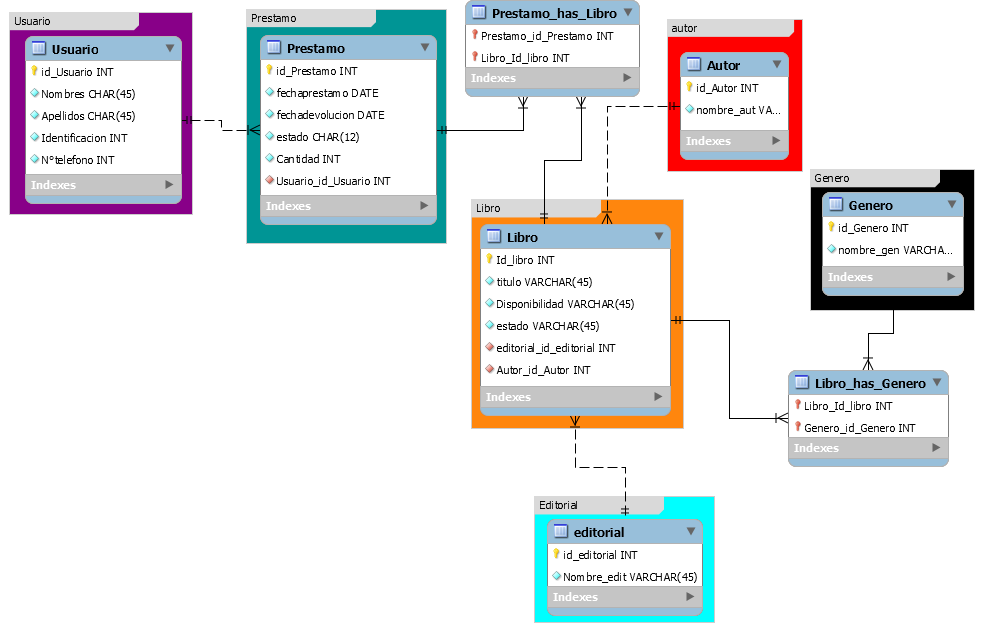 Usuario
Usuario
id_Usuario INT
Nombres CHAR(45)
Apellidos CHAR(45)
Identificacion INT
N°telefono INT
Indexes
Prestamo
Prestamo
id_Prestamo INT
fechaprestamo DATE
fechadevolucion DATE
estado CHAR(12)
Cantidad INT
Usuario_id_Usuario INT
Indexes
Prestamo_has_Libro
Prestamo_id_Prestamo INT
Libro_Id_libro INT
Indexes
autor
Autor
id_Autor INT
nombre_aut VA...
Indexes
Genero
Genero
id_Genero INT
nombre_gen VARCHA...
Indexes
Libro
Libro
Id_libro INT
titulo VARCHAR(45)
Disponibilidad VARCHAR(45)
estado VARCHAR(45)
editorial_id_editorial INT
Autor_id_Autor INT
Indexes
Libro_has_Genero
Libro_Id_libro INT
Genero_id_Genero INT
Indexes
Editorial
editorial
id_editorial INT
Nombre_edit VARCHAR(45)
Indexes